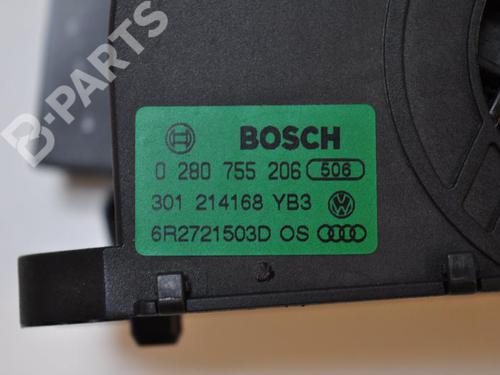 B-PARTS
BOSCH
0 280 755 206 506
301 214168 YB3
6R2721503D OS